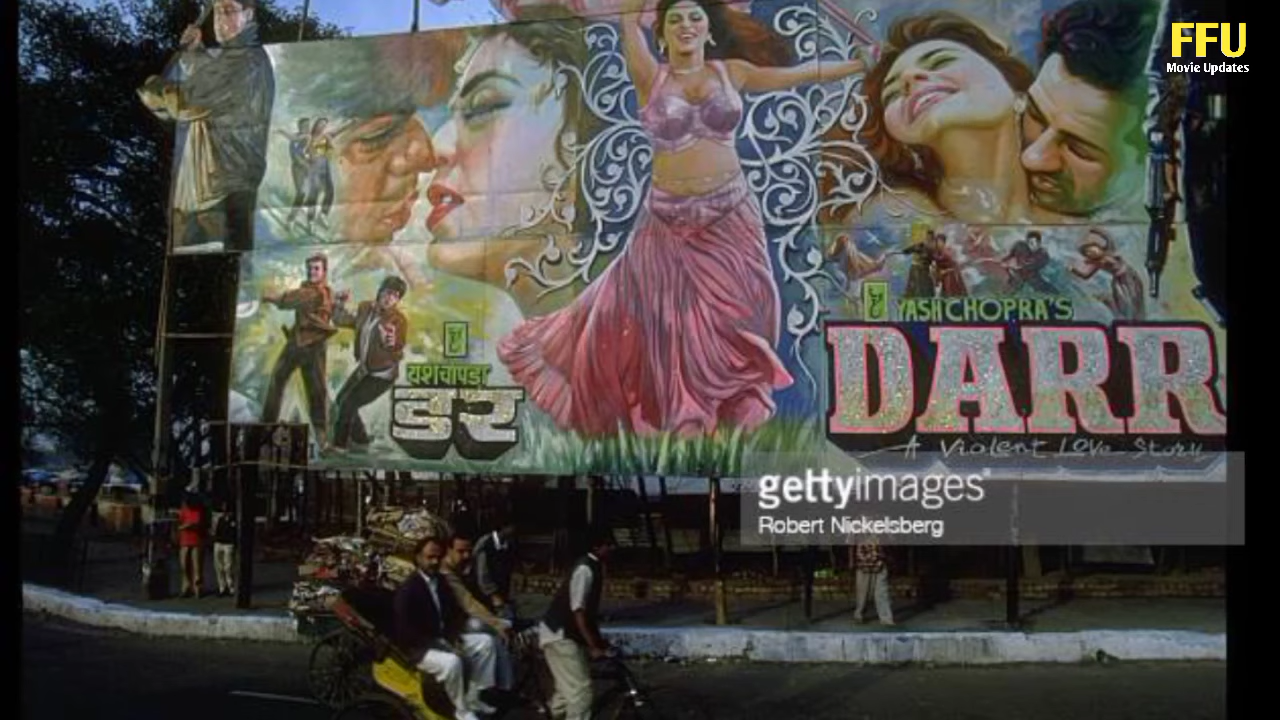 FFU
Movie Updates
YASH CHOPRA'S
DARR
A Violent Love Story
यश चोपड़ा
डर
gettyimages
Robert Nickelsberg